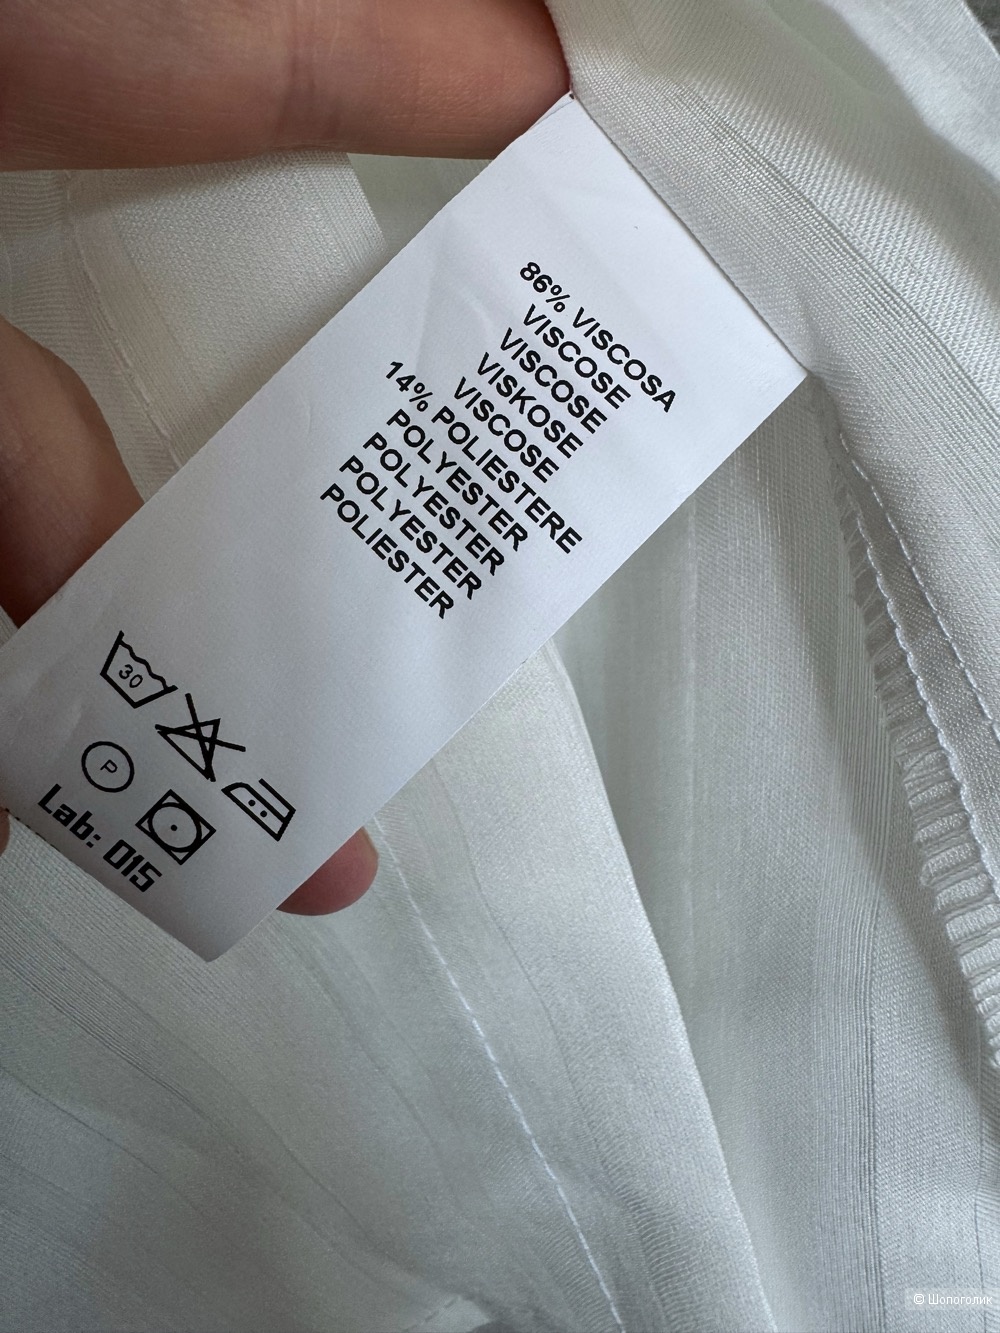 86% VISCOSA
VISCOSE
VISCOSE
VISKOSE
VISCOSE
14% POLIESTERE
POLYESTER
POLYESTER
POLYESTER
POLIESTER
30
P
Lab: 015
© Шопоголик